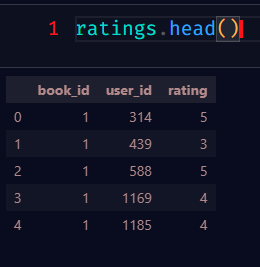 1 ratings.head()
book_id user_id rating
0 1 314 5
1 1 439 3
2 1 588 5
3 1 1169 4
4 1 1185 4